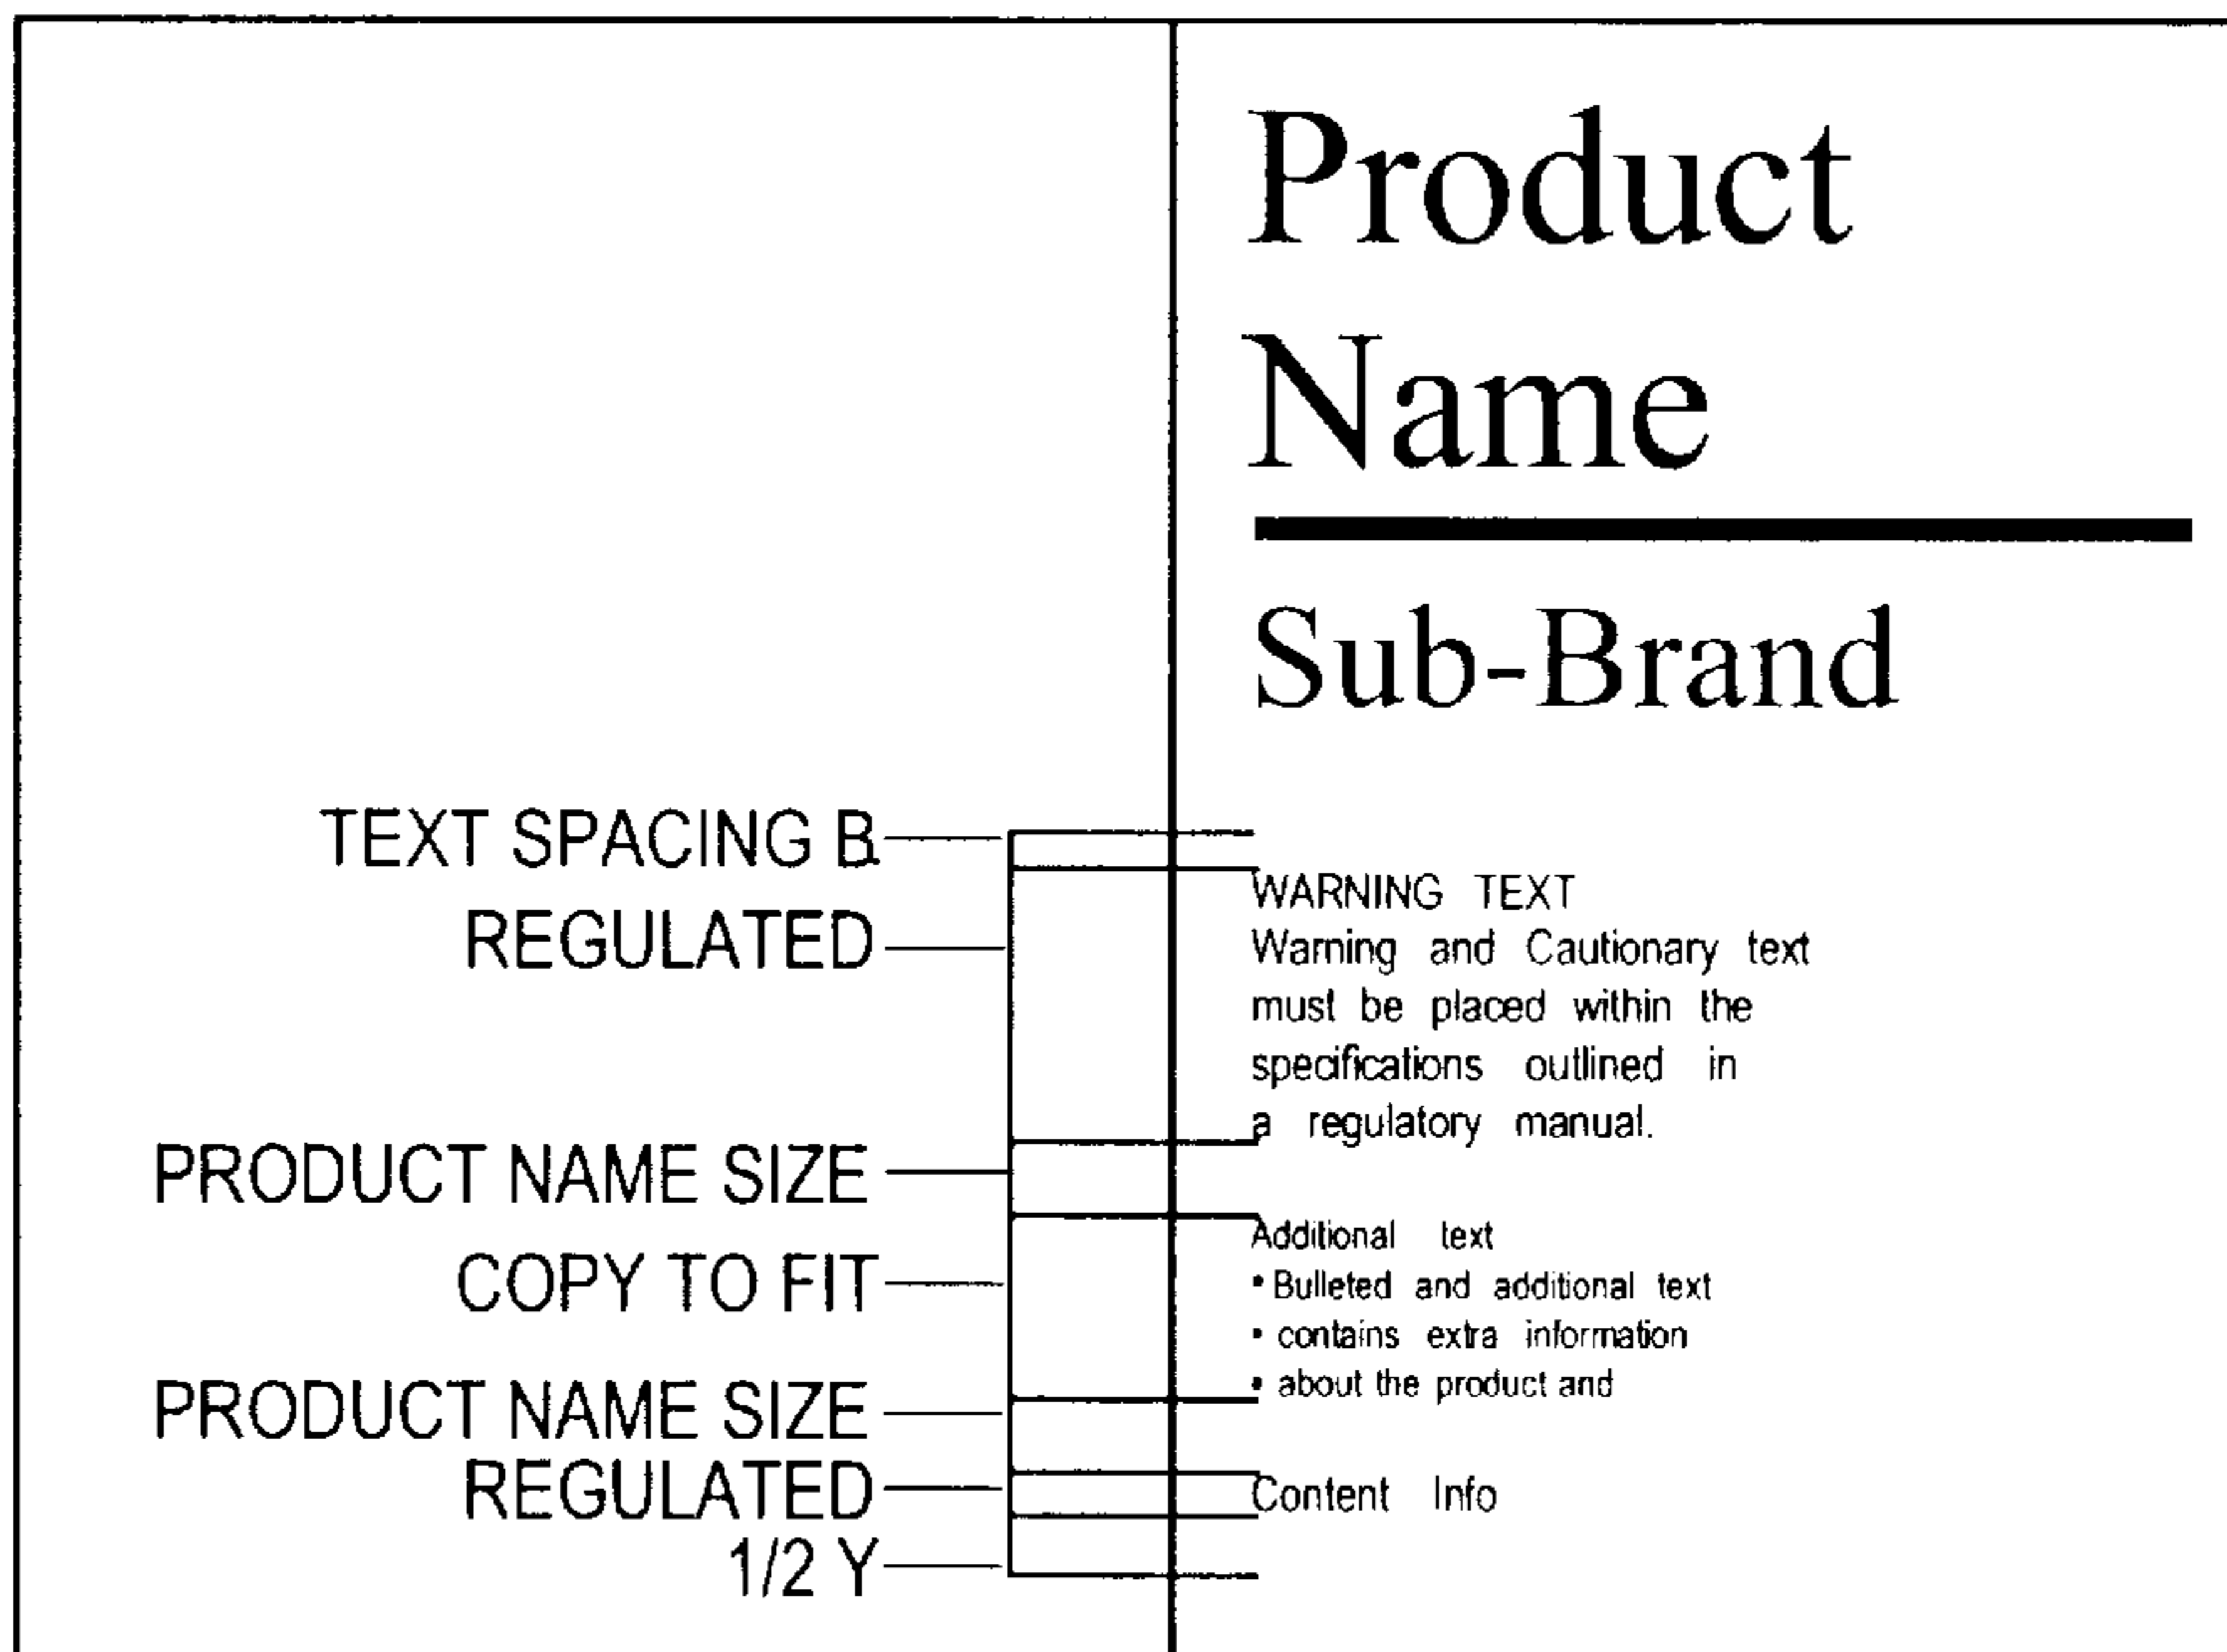 Product
Name
Sub-Brand
TEXT SPACING B
REGULATED
PRODUCT NAME SIZE
COPY TO FIT
PRODUCT NAME SIZE
REGULATED
1/2 Y
WARNING TEXT
Warning and Cautionary text
must be placed within the
specifications outlined in
a regulatory manual.
Additional text
• Bulleted and additional text
• contains extra information
• about the product and
Content Info